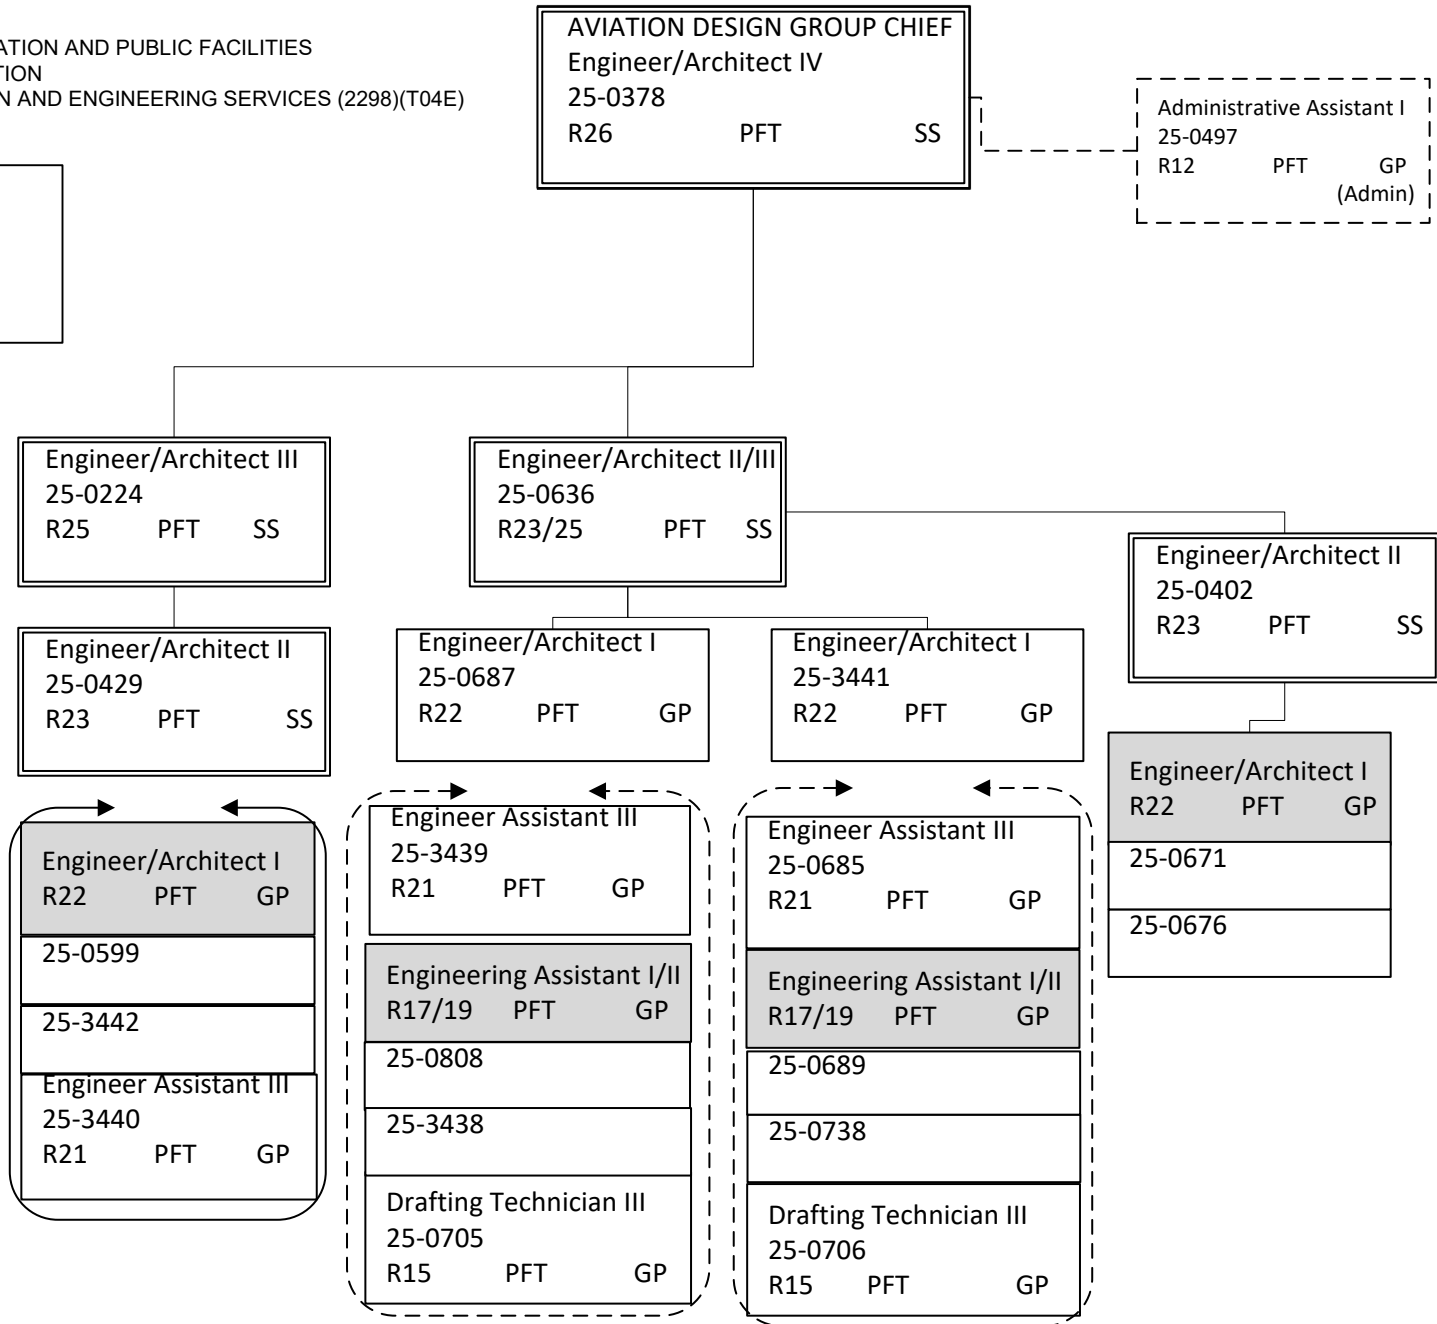 AVIATION DESIGN GROUP CHIEF
Engineer/Architect IV
25-0378
R26 PFT SS
AND PUBLIC FACILITIES
AND ENGINEERING SERVICES (2298)(T04E)
Administrative Assistant I
25-0497
R12 PFT GP
(Admin)
Engineer/Architect III
25-0224
R25 PFT SS
Engineer/Architect II/III
25-0636
R23/25 PFT SS
Engineer/Architect II
25-0402
R23 PFT SS
Engineer/Architect II
25-0429
R23 PFT SS
Engineer/Architect I
25-0687
R22 PFT GP
Engineer/Architect I
25-3441
R22 PFT GP
Engineer/Architect I
R22 PFT GP
25-0671
25-0676
Engineer/Architect I
R22 PFT GP
25-0599
25-3442
Engineer Assistant III
25-3440
R21 PFT GP
Engineer Assistant III
25-3439
R21 PFT GP
Engineering Assistant I/II
R17/19 PFT GP
25-0808
25-3438
Drafting Technician III
25-0705
R15 PFT GP
Engineer Assistant III
25-0685
R21 PFT GP
Engineering Assistant I/II
R17/19 PFT GP
25-0689
25-0738
Drafting Technician III
25-0706
R15 PFT GP